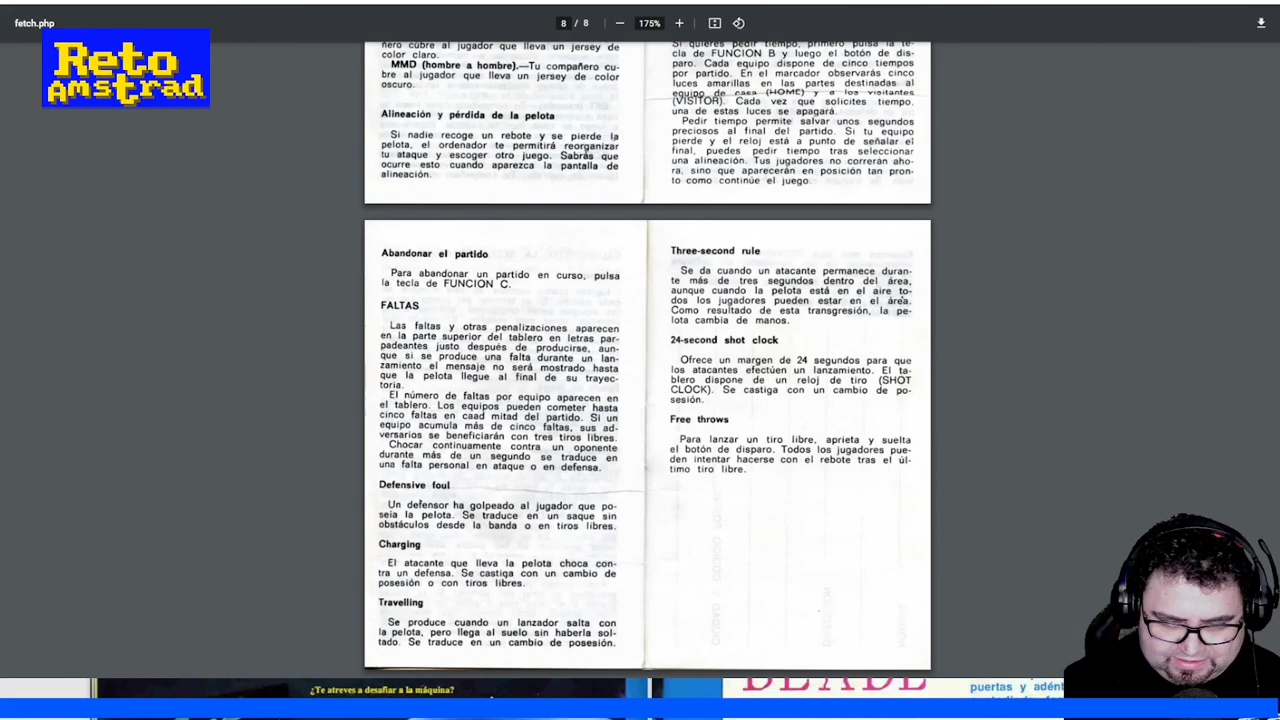 fetch.php
8 / 8
175%
Reto
Amstrad
ñero cubre al jugador que lleva un jersey de
color claro.
MMD (hombre a hombre).—Tu compañero cu-
bre al jugador que lleva un jersey de color
oscuro.
Alineación y pérdida de la pelota
Si nadie recoge un rebote y se pierde la
pelota, el ordenador te permitirá reorganizar
tu ataque y escoger otro juego. Sabrás que
ocurre esto cuando aparezca la pantalla de
alineación.
Si quieres pedir tiempo, primero pulsa la te-
cla de FUNCION B y luego el botón de dis-
paro. Cada equipo dispone de cinco tiempos
por partido. En el marcador observarás cinco
luces amarillas en las partes destinadas al
equipo de casa (HOME) y a los visitantes
(VISITOR). Cada vez que solicites tiempo,
una de estas luces se apagará.
Pedir tiempo permite salvar unos segundos
preciosos al final del partido. Si tu equipo
pierde y el reloj está a punto de señalar el
final, puedes pedir tiempo tras seleccionar
una alineación. Tus jugadores no correrán aho-
ra, sino que aparecerán en posición tan pron-
to como continúe el juego.
Abandonar el partido
Para abandonar un partido en curso, pulsa
la tecla de FUNCION C.
FALTAS
Las faltas y otras penalizaciones aparecen
en la parte superior del tablero en letras par-
padeantes justo después de producirse, aun-
que si se produce una falta durante un lan-
zamiento el mensaje no será mostrado hasta
que la pelota llegue al final de su trayec-
toria.
El número de faltas por equipo aparecen en
el tablero. Los equipos pueden cometer hasta
cinco faltas en caad mitad del partido. Si un
equipo acumula más de cinco faltas, sus ad-
versarios se beneficiarán con tres tiros libres.
Chocar continuamente contra un oponente
durante más de un segundo se traduce en
una falta personal en ataque o en defensa.
Defensive foul
Un defensor ha golpeado al jugador que po-
seía la pelota. Se traduce en un saque sin
obstáculos desde la banda o en tiros libres.
Charging
El atacante que lleva la pelota choca con-
tra un defensa. Se castiga con un cambio de
posesión o con tiros libres.
Travelling
Se produce cuando un lanzador salta con
la pelota, pero llega al suelo sin haberla sol-
tado. Se traduce en un cambio de posesión.
Three-second rule
Se da cuando un atacante permanece duran-
te más de tres segundos dentro del área,
aunque cuando la pelota está en el aire to-
dos los jugadores pueden estar en el área.
Como resultado de esta transgresión, la pe-
lota cambia de manos.
24-second shot clock
Ofrece un margen de 24 segundos para que
los atacantes efectúen un lanzamiento. El ta-
blero dispone de un reloj de tiro (SHOT
CLOCK). Se castiga con un cambio de po-
sesión.
Free throws
Para lanzar un tiro libre, aprieta y suelta
el botón de disparo. Todos los jugadores pue-
den intentar hacerse con el rebote tras el úl-
timo tiro libre.
¿Te atreves a desafiar a la máquina?
BLADE
puertas y adént